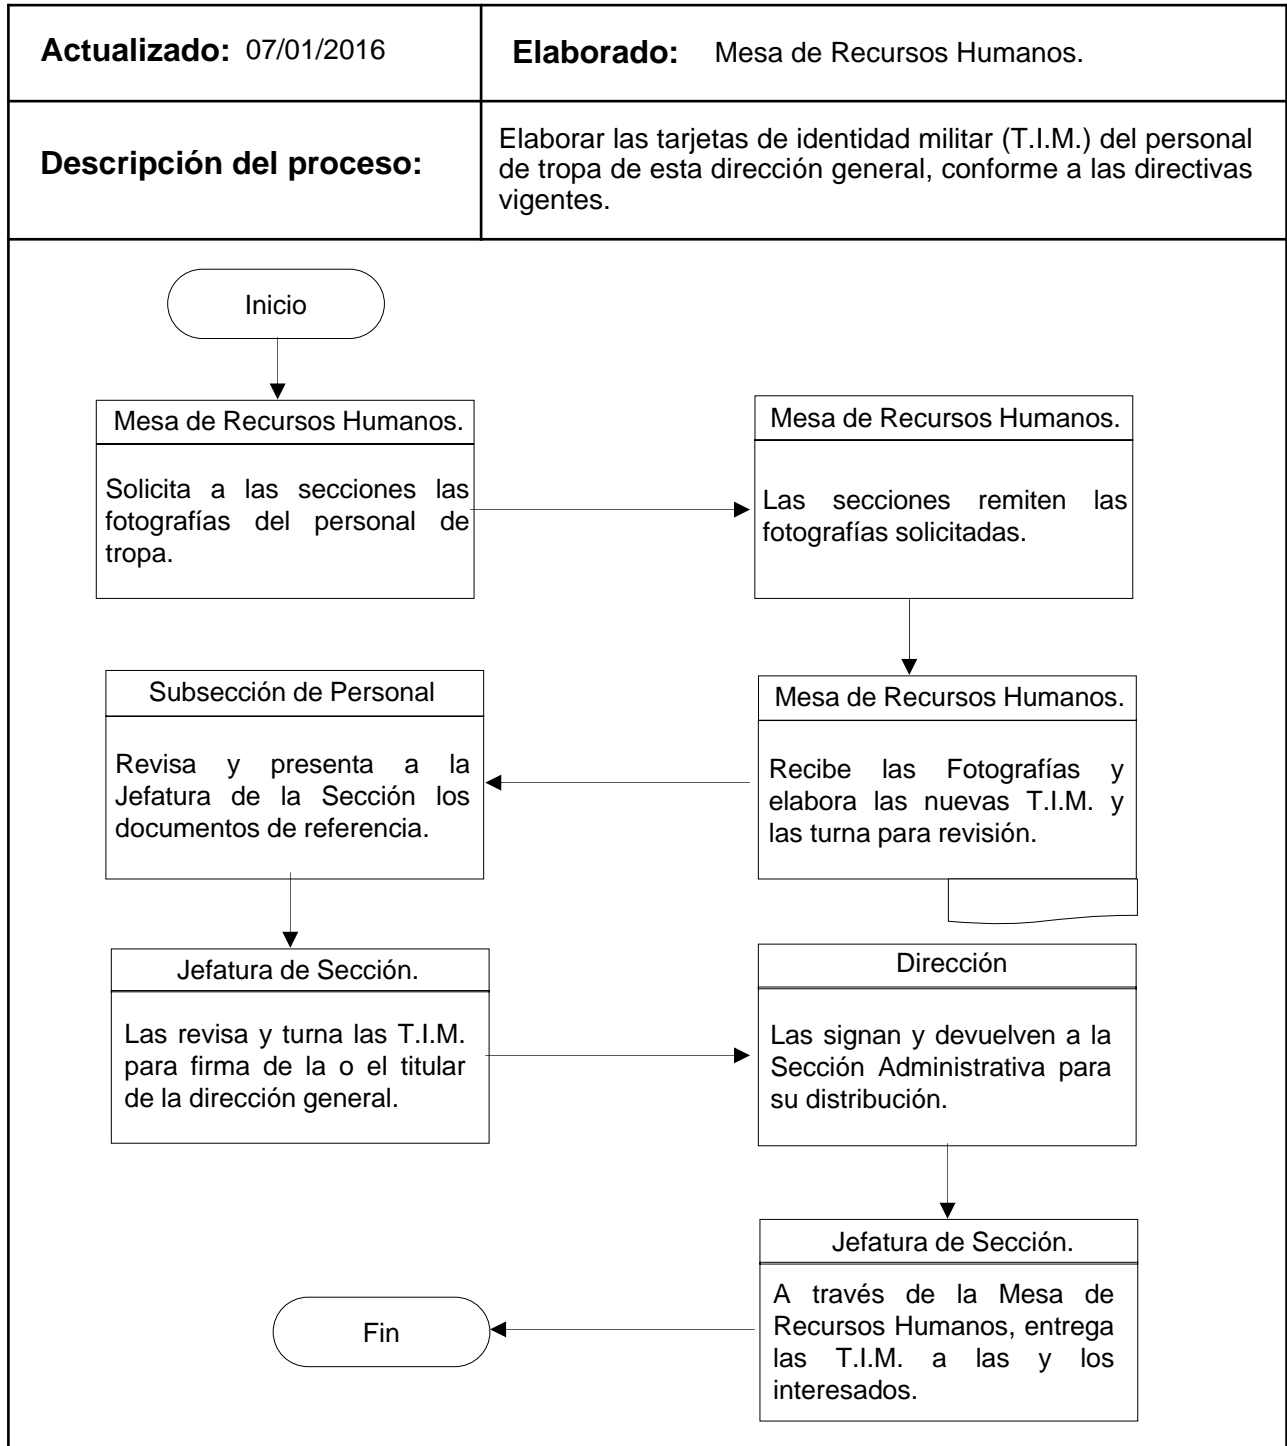 Actualizado: 07/01/2016
Elaborado: Mesa de Recursos Humanos.
Descripción del proceso:
Elaborar las tarjetas de identidad militar (T.I.M.) del personal
de tropa de esta dirección general, conforme a las directivas
vigentes.
Inicio
Mesa de Recursos Humanos.
Solicita a las secciones las
fotografías del personal de
tropa.
Mesa de Recursos Humanos.
Las secciones remiten las
fotografías solicitadas.
Mesa de Recursos Humanos.
Recibe las Fotografías y
elabora las nuevas T.I.M. y
las turna para revisión.
Subsección de Personal
Revisa y presenta a la
Jefatura de la Sección los
documentos de referencia.
Jefatura de Sección.
Las revisa y turna las T.I.M.
para firma de la o el titular
de la dirección general.
Dirección
Las signan y devuelven a la
Sección Administrativa para
su distribución.
Jefatura de Sección.
A través de la Mesa de
Recursos Humanos, entrega
las T.I.M. a las y los
interesados.
Fin